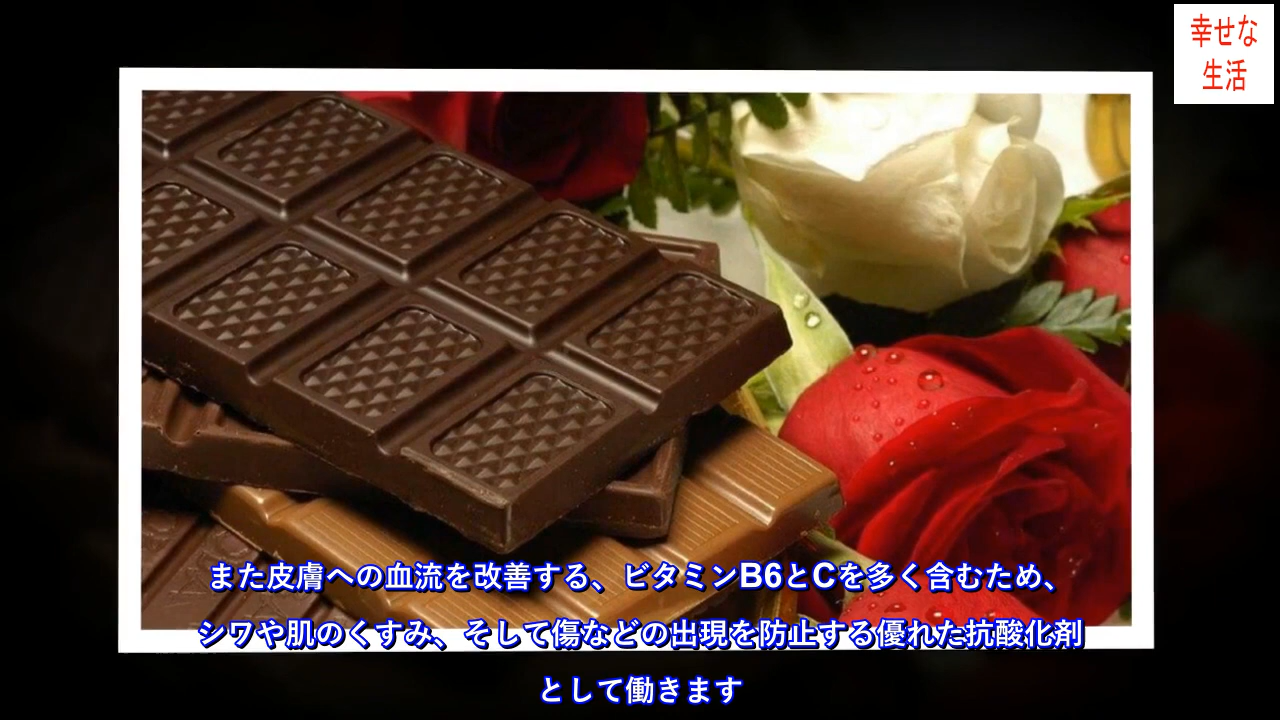 幸せな
生活
また皮膚への血流を改善する、ビタミンB6とCを多く含むため、
シワや肌のくすみ、そして傷などの出現を防止する優れた抗酸化剤
として働きます